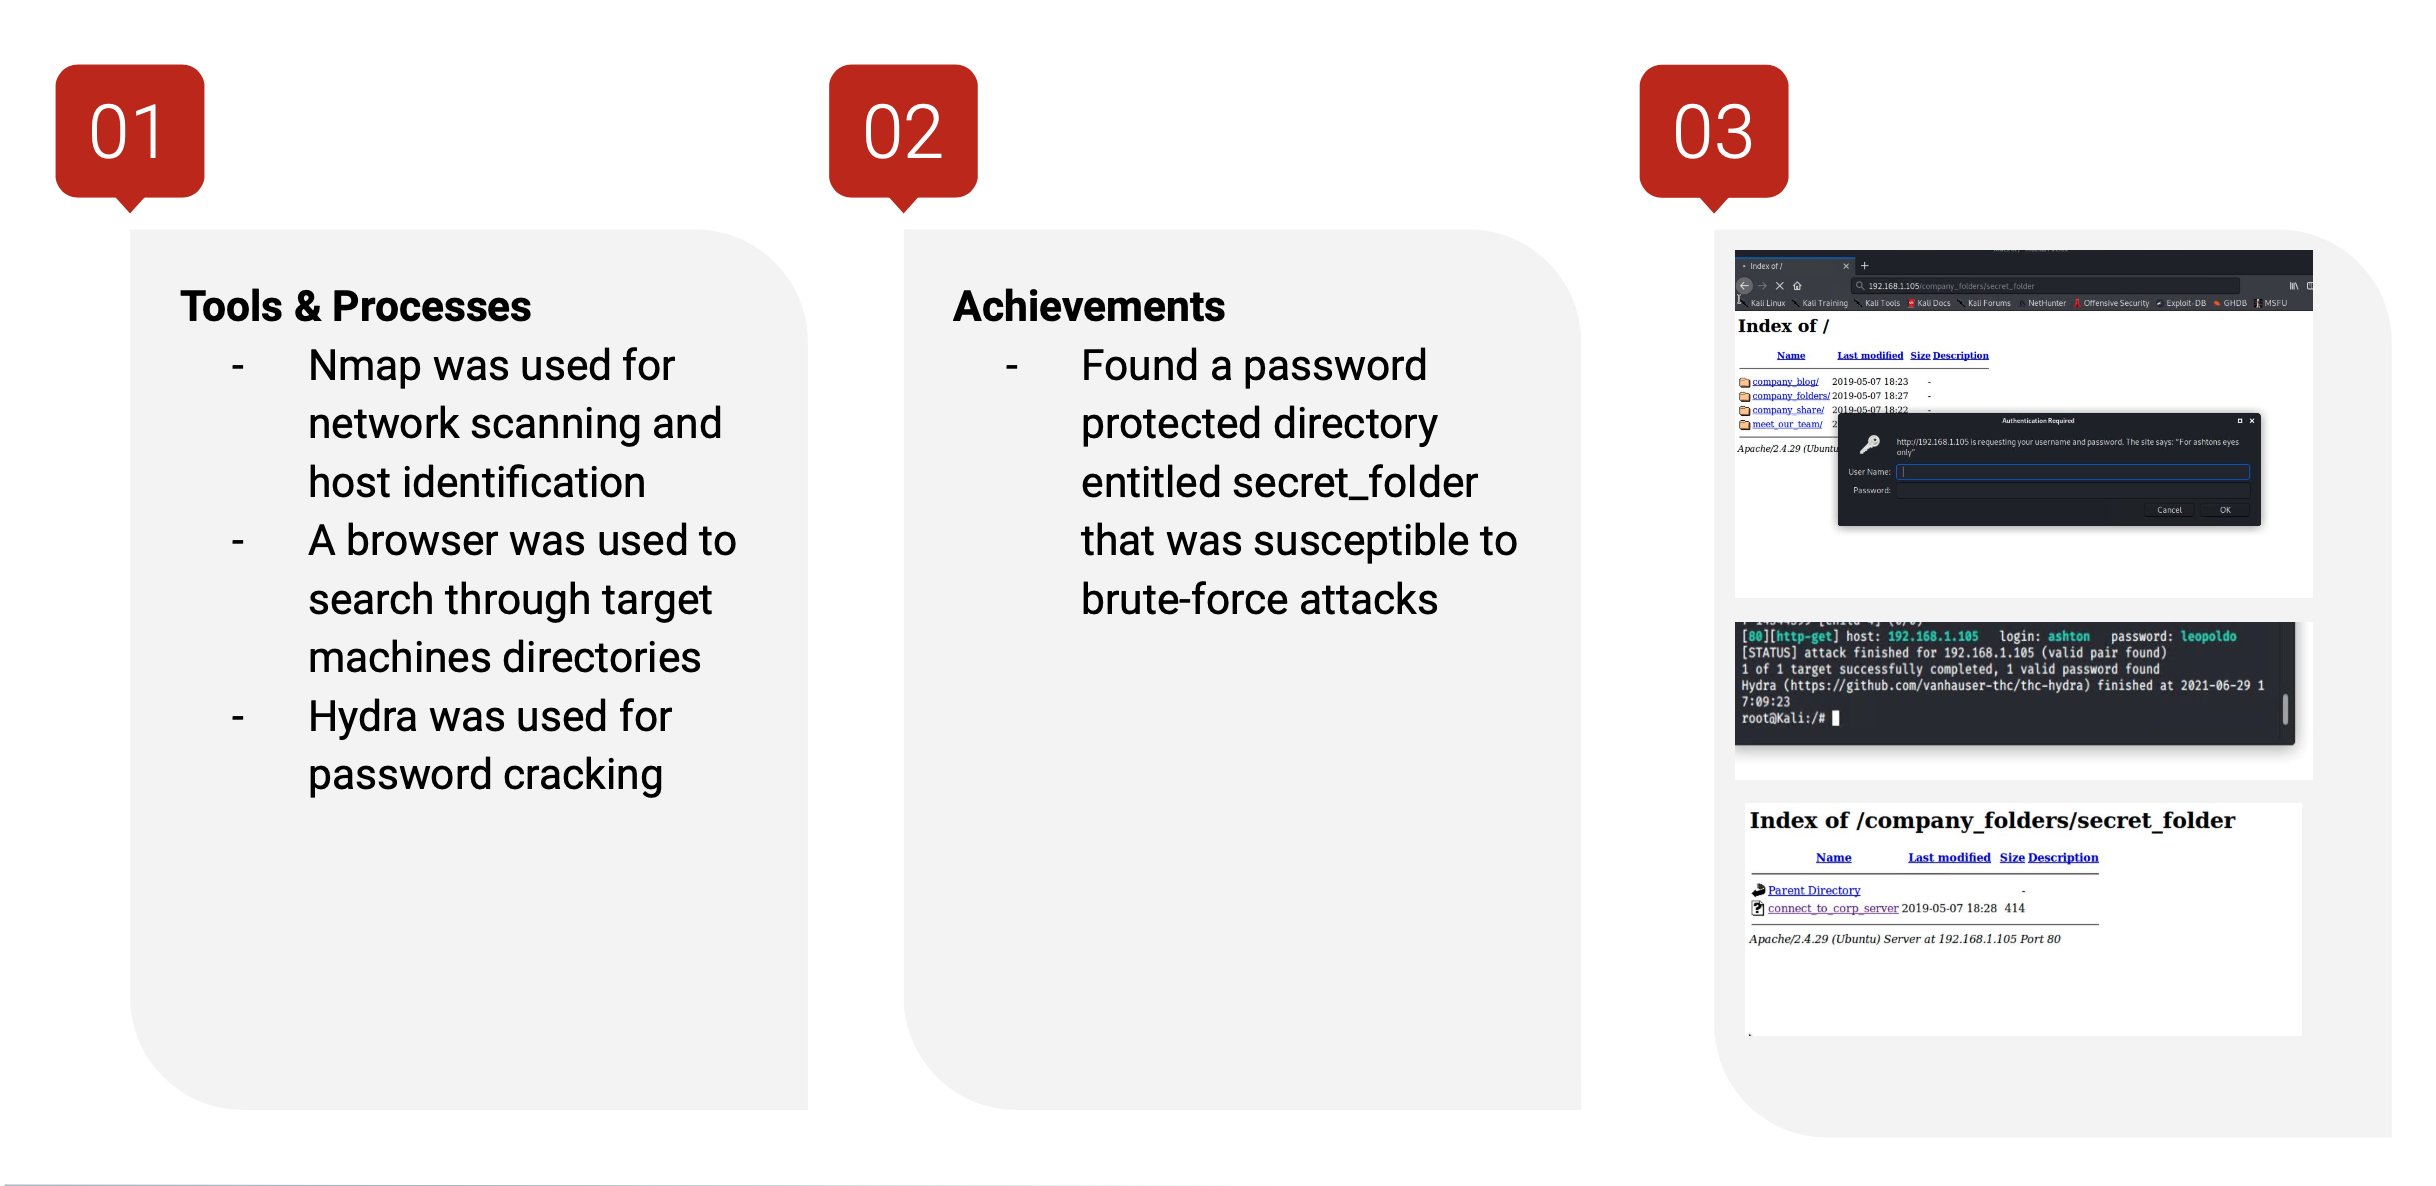 01
Tools & Processes
- Nmap was used for
network scanning and
host identification
- A browser was used to
search through target
machines directories
- Hydra was used for
password cracking
02
Achievements
- Found a password
protected directory
entitled secret_folder
that was susceptible to
brute-force attacks
03
Index of /
192.168.1.105/company_folders/secret_folder
Kali Linux Kali Training Kali Tools Kali Docs Kali Forums NetHunter Offensive Security Exploit-DB GHDB MSFU
Index of /
Name Last modified Size Description
company_blog/ 2019-05-07 18:23 -
company_folders/ 2019-05-07 18:27 -
company_share/ 2019-05-07 18:22 -
meet_our_team/ 2
Apache/2.4.29 (Ubuntu
Authentication Required
http://192.168.1.105 is requesting your username and password. The site says: "For ashtons eyes
only"
User Name:
Password:
Cancel OK
[80][http-get] host: 192.168.1.105 login: ashton password: leopoldo
[STATUS] attack finished for 192.168.1.105 (valid pair found)
1 of 1 target successfully completed, 1 valid password found
Hydra (https://github.com/vanhauser-thc/thc-hydra) finished at 2021-06-29 1
7:09:23
root@Kali:/#
Index of /company_folders/secret_folder
Name Last modified Size Description
Parent Directory -
connect_to_corp_server 2019-05-07 18:28 414
Apache/2.4.29 (Ubuntu) Server at 192.168.1.105 Port 80